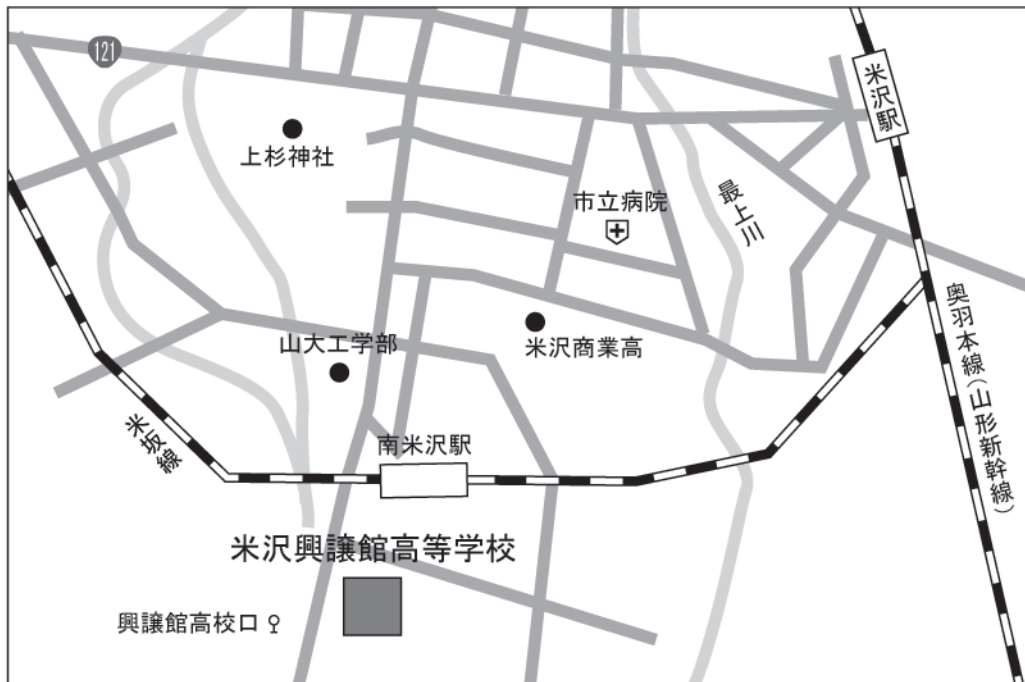 121
米沢駅
上杉神社
市立病院
最上川
奥羽本線(山形新幹線)
山大工学部
米沢商業高
米坂線
南米沢駅
米沢興譲館高等学校
興譲館高校口